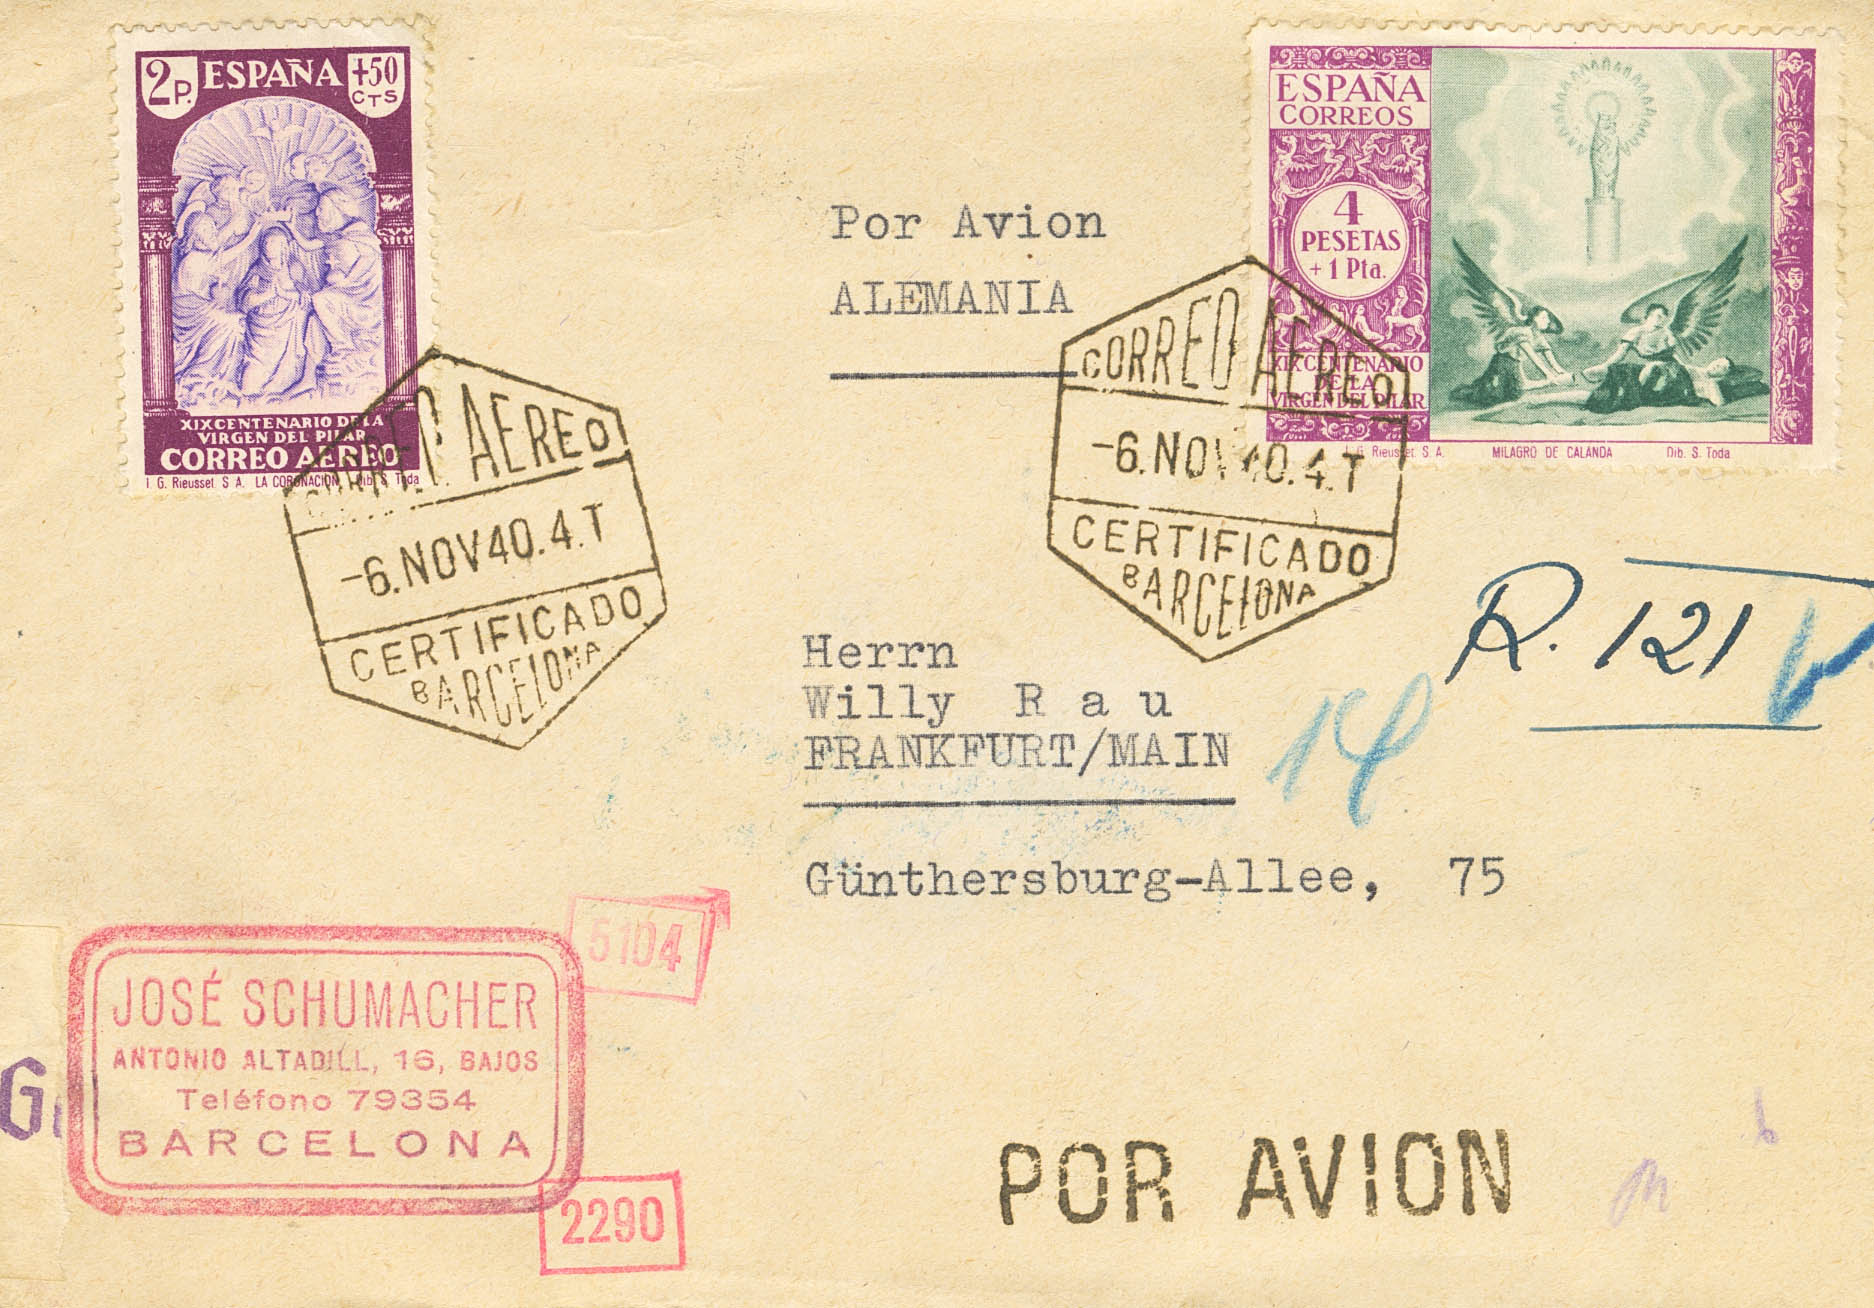 2P. ESPAÑA +50 CTS
XIX CENTENARIO DE LA
VIRGEN DEL PILAR
CORREO AEREO
I. G. Rieusset S A. LA CORONACION Dib. S. Toda
ESPAÑA
CORREOS
4
PESETAS
+ 1 Pta.
XIX CENTENARIO
DE LA
VIRGEN DEL PILAR
G. Rieusset S. A. MILAGRO DE CALANDA Dib. S. Toda
Por Avion
ALEMANIA
CORREO AEREO
-6.NOV40.4.T
CERTIFICADO
BARCELONA
CORREO AEREO
-6.NOV40.4.T
CERTIFICADO
BARCELONA
R. 121
Herrn
Willy R a u
FRANKFURT/MAIN
Günthersburg-Allee, 75
5104
JOSÉ SCHUMACHER
ANTONIO ALTADILL, 16, BAJOS
Teléfono 79354
BARCELONA
G
2290
POR AVION